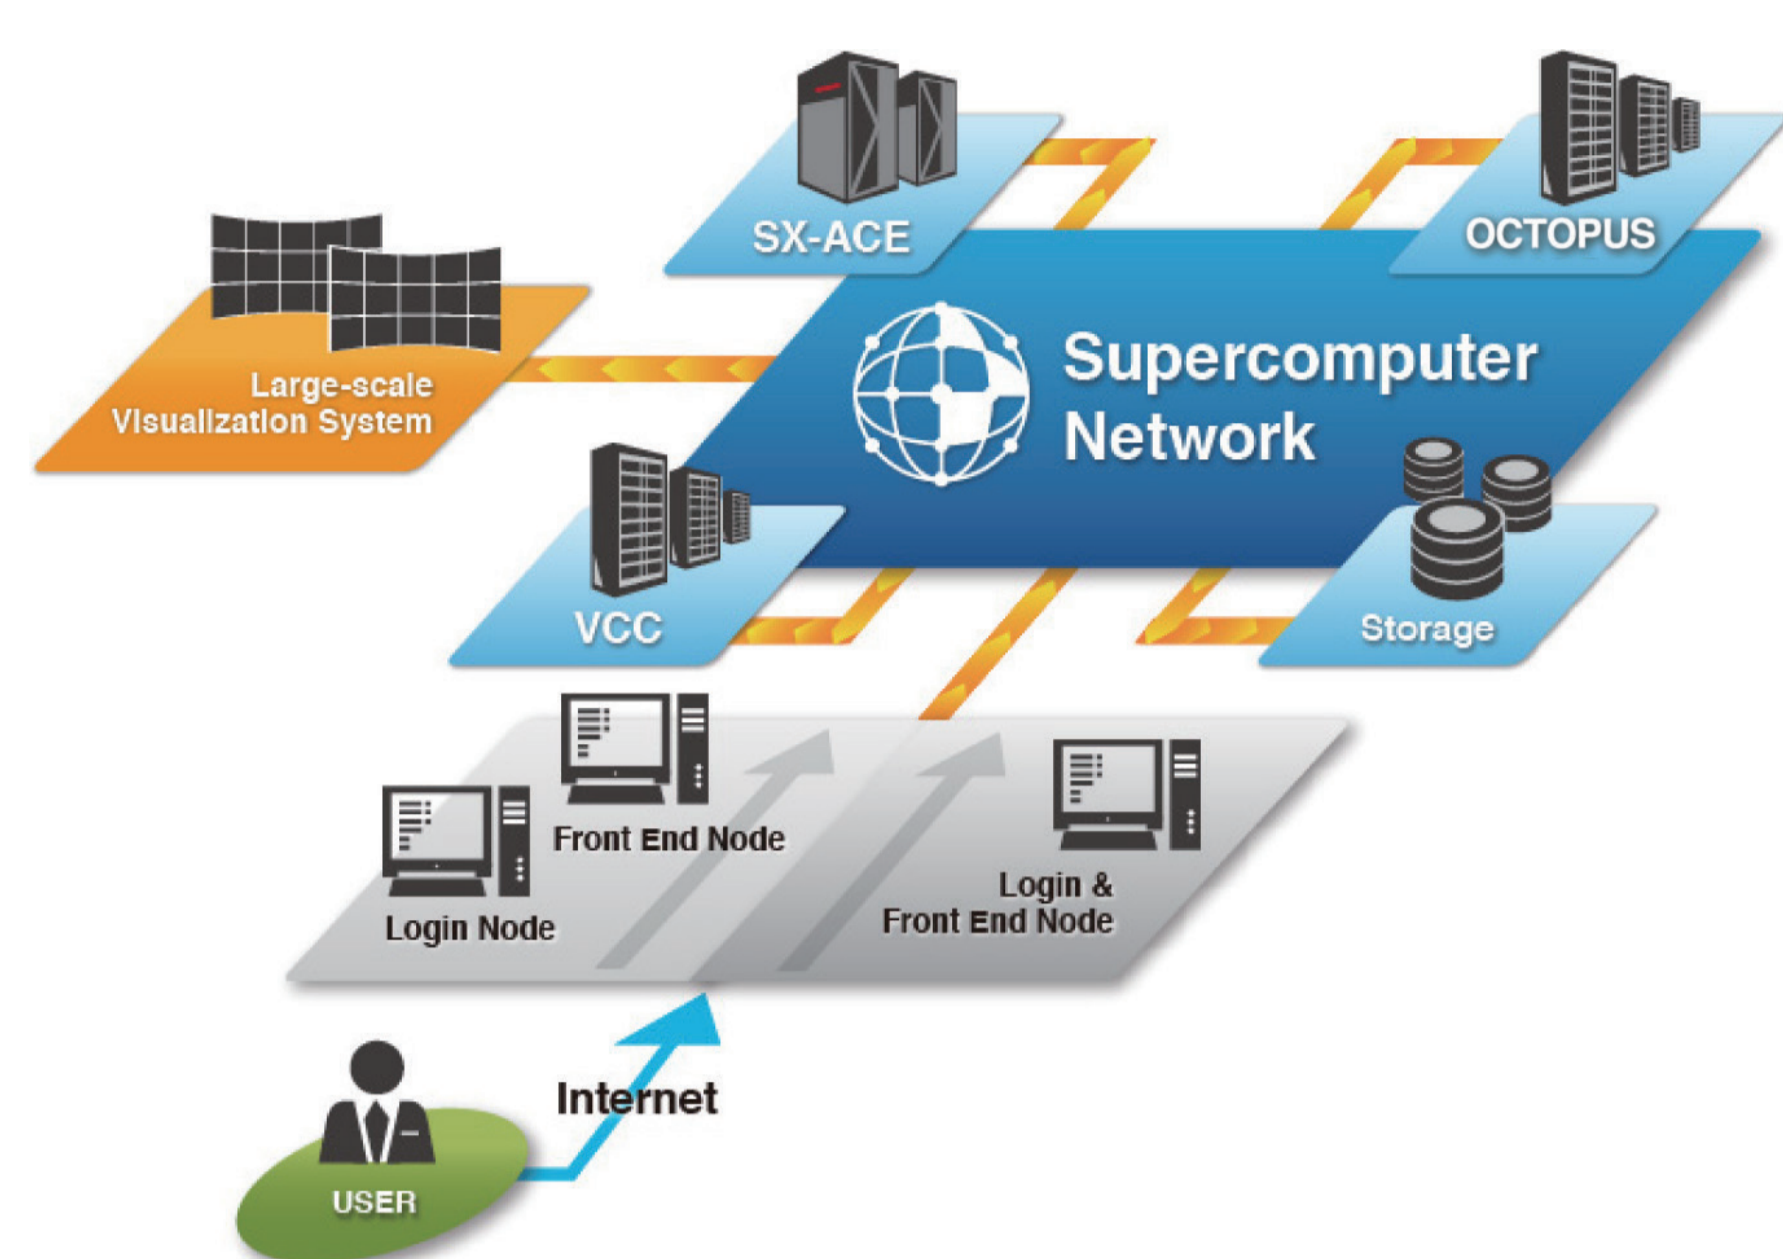 SX-ACE
OCTOPUS
Large-scale
Visualization System
Supercomputer
Network
VCC
Storage
Front End Node
Login Node
Login &
Front End Node
Internet
USER